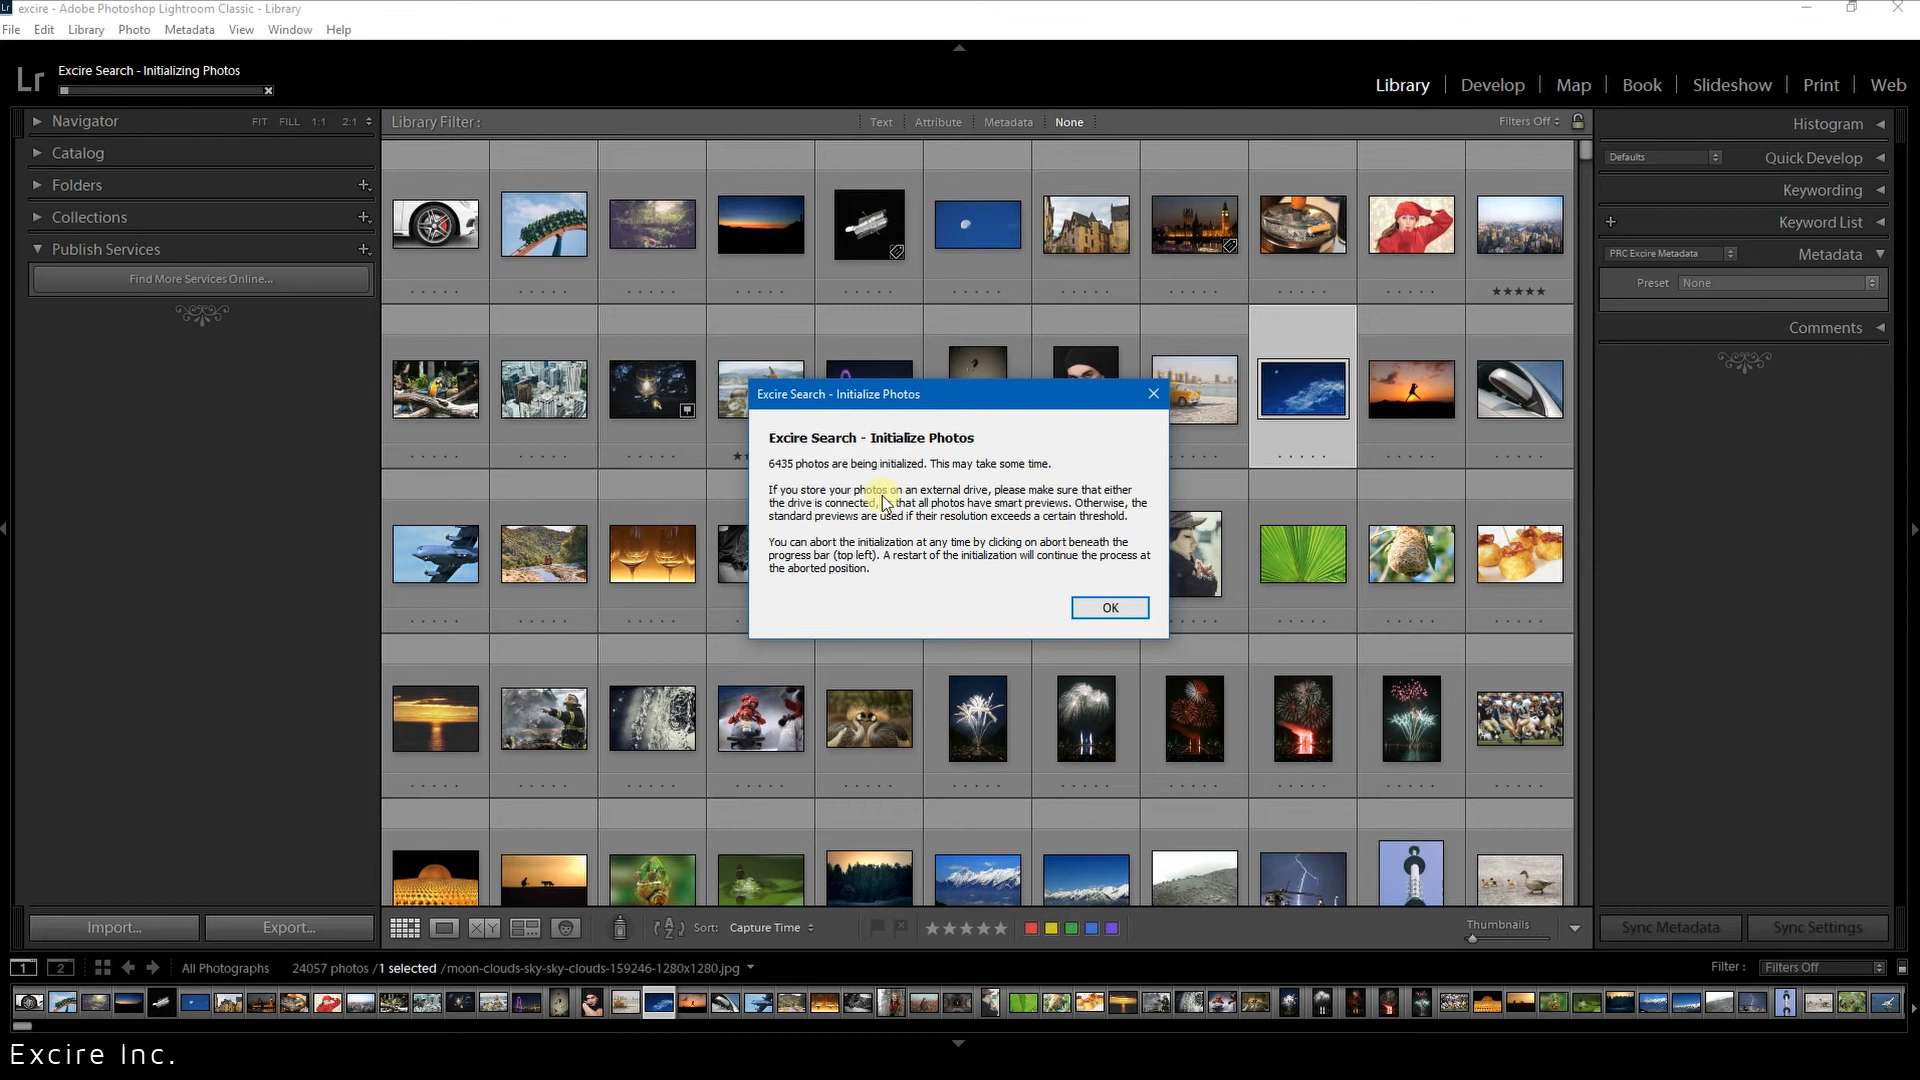 excire - Adobe Photoshop Lightroom Classic - Library
File Edit Library Photo Metadata View Window Help
Lr Excire Search - Initializing Photos
Library Develop Map Book Slideshow Print Web
Navigator FIT FILL 1:1 2:1
Catalog
Folders
Collections
Publish Services
Find More Services Online...
Library Filter : Text Attribute Metadata None Filters Off
Histogram
Defaults Quick Develop
Keywording
Keyword List
PRC Excire Metadata Metadata
Preset None
Comments
Excire Search - Initialize Photos
Excire Search - Initialize Photos
6435 photos are being initialized. This may take some time.
If you store your photos on an external drive, please make sure that either
the drive is connected, that all photos have smart previews. Otherwise, the
standard previews are used if their resolution exceeds a certain threshold.
You can abort the initialization at any time by clicking on abort beneath the
progress bar (top left). A restart of the initialization will continue the process at
the aborted position.
OK
Import... Export...
Sort: Capture Time
Thumbnails
Sync Metadata Sync Settings
1 2 All Photographs 24057 photos / 1 selected / moon-clouds-sky-sky-clouds-159246-1280x1280.jpg
Filter : Filters Off
Excire Inc.